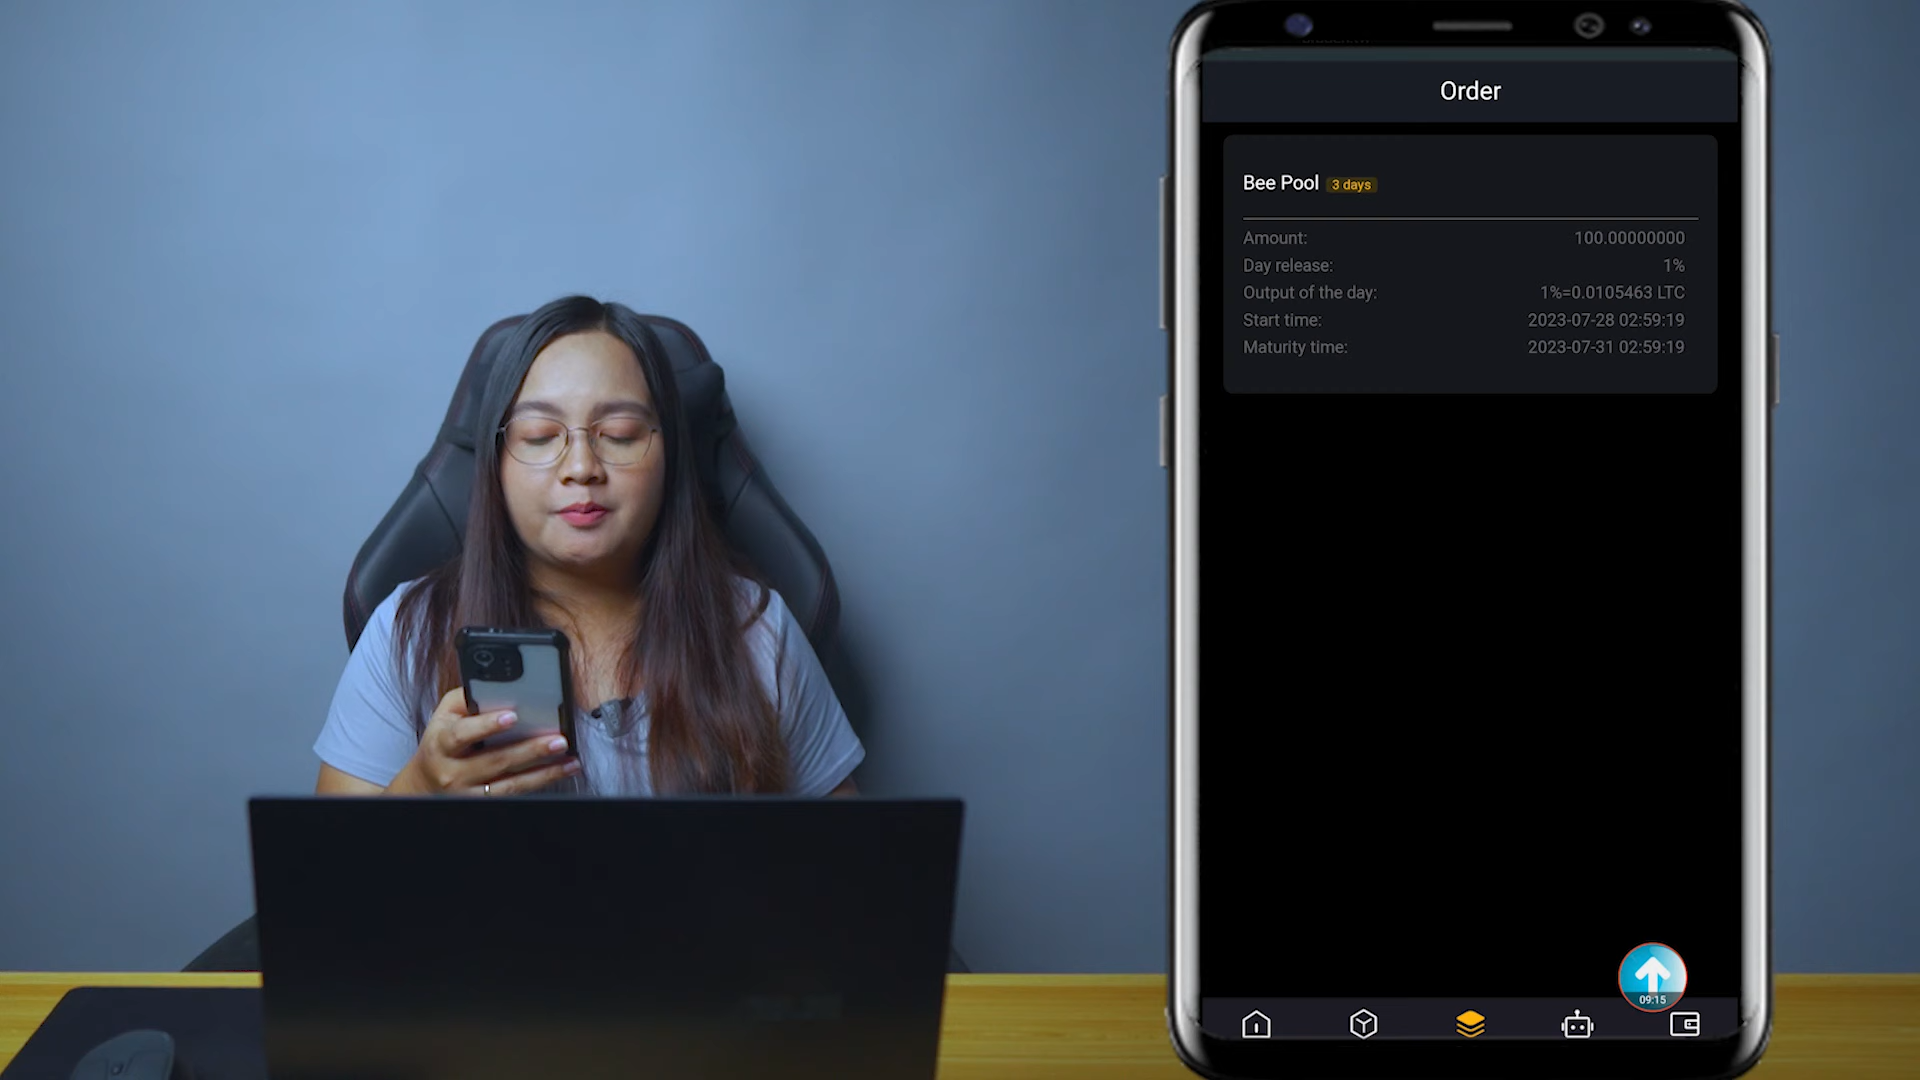 Order
Bee Pool 3 days
Amount: 100.00000000
Day release: 1%
Output of the day: 1%=0.0105463 LTC
Start time: 2023-07-28 02:59:19
Maturity time: 2023-07-31 02:59:19
09:15